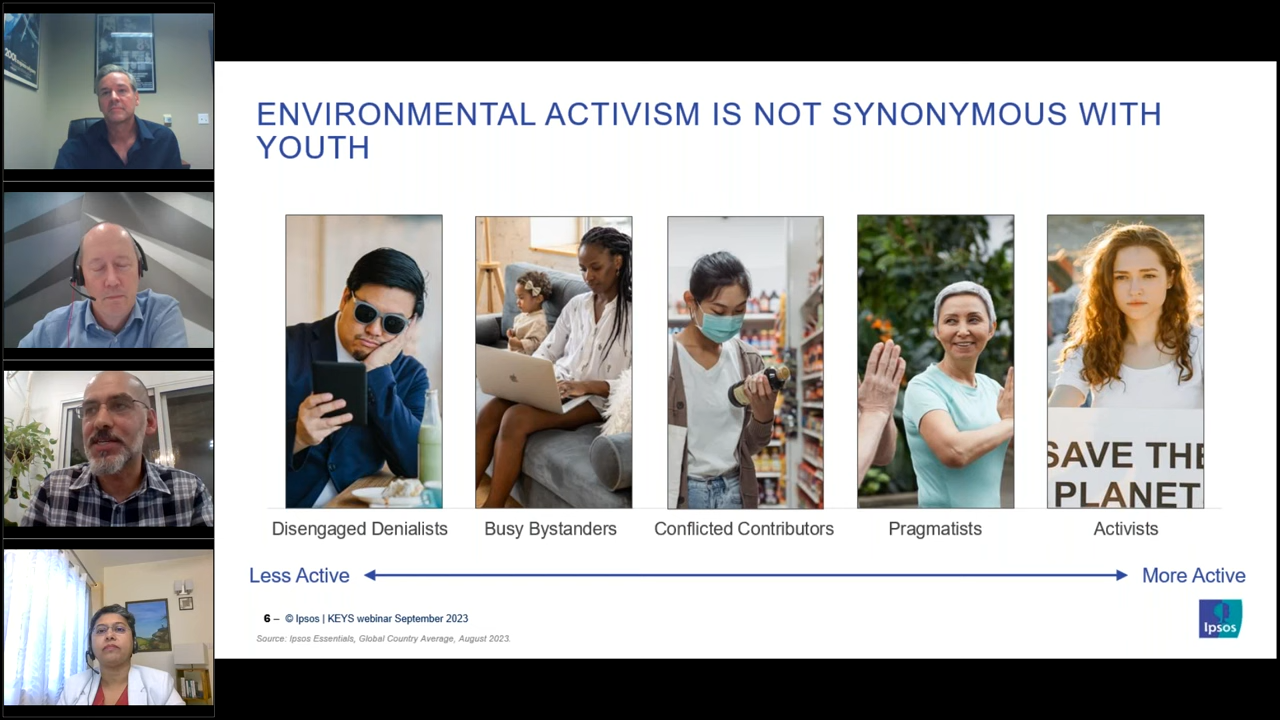 ENVIRONMENTAL ACTIVISM IS NOT SYNONYMOUS WITH
YOUTH
SAVE THE
PLANET
Disengaged Denialists
Busy Bystanders
Conflicted Contributors
Pragmatists
Activists
Less Active
More Active
6 – © Ipsos | KEYS webinar September 2023
Source: Ipsos Essentials, Global Country Average, August 2023.
Ipsos